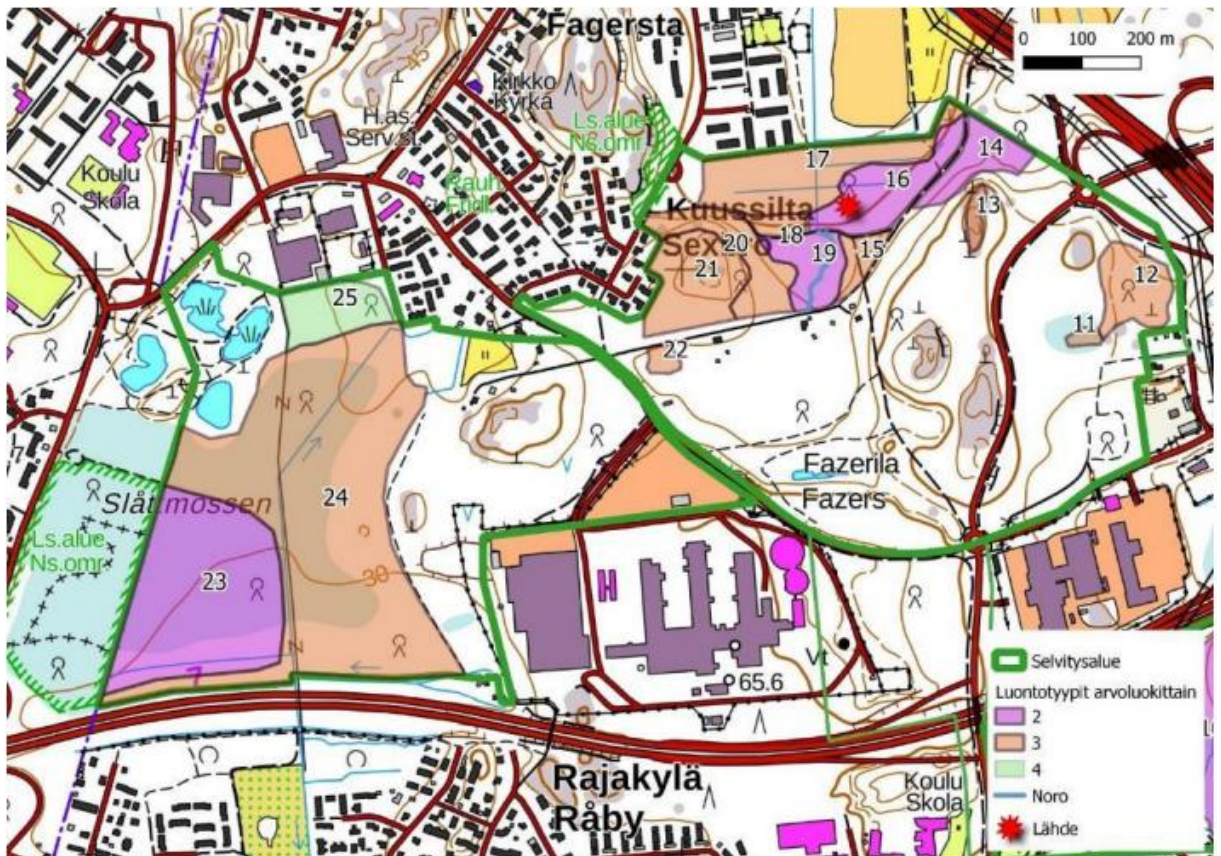 Fagersta
0 100 200 m
Kirkko
Kyrka
H.as.
Serv.st.
Ls.alue
Ns.omr
Koulu
Skola
17
14
16
Rauh.
Kuussilta
13
18
20
19
15
21
12
25
11
22
Fazerila
Fazers
24
Slåttmossen
Ls.alue
Ns.omr
30
23
Vt
65.6
Selvitysalue
Luontotyypit arvoluokittain
2
3
4
Noro
Lähde
Rajakylä
Råby
Koulu
Skola